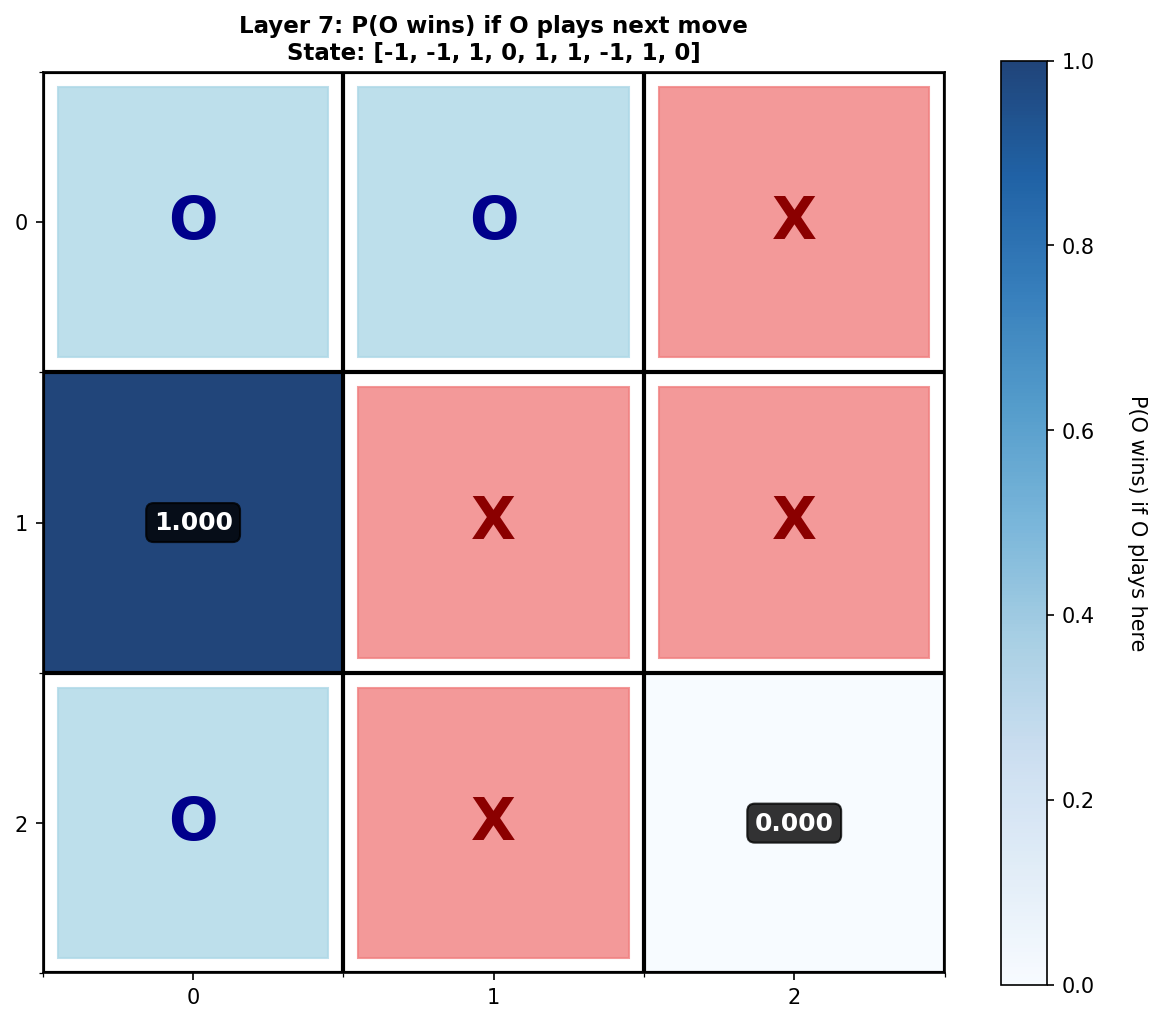 Layer 7: P(O wins) if O plays next move
State: [-1, -1, 1, 0, 1, 1, -1, 1, 0]
0
O
O
X
1
1.000
X
X
2
O
X
0.000
0
1
2
1.0
0.8
0.6
0.4
0.2
0.0
P(O wins) if O plays here